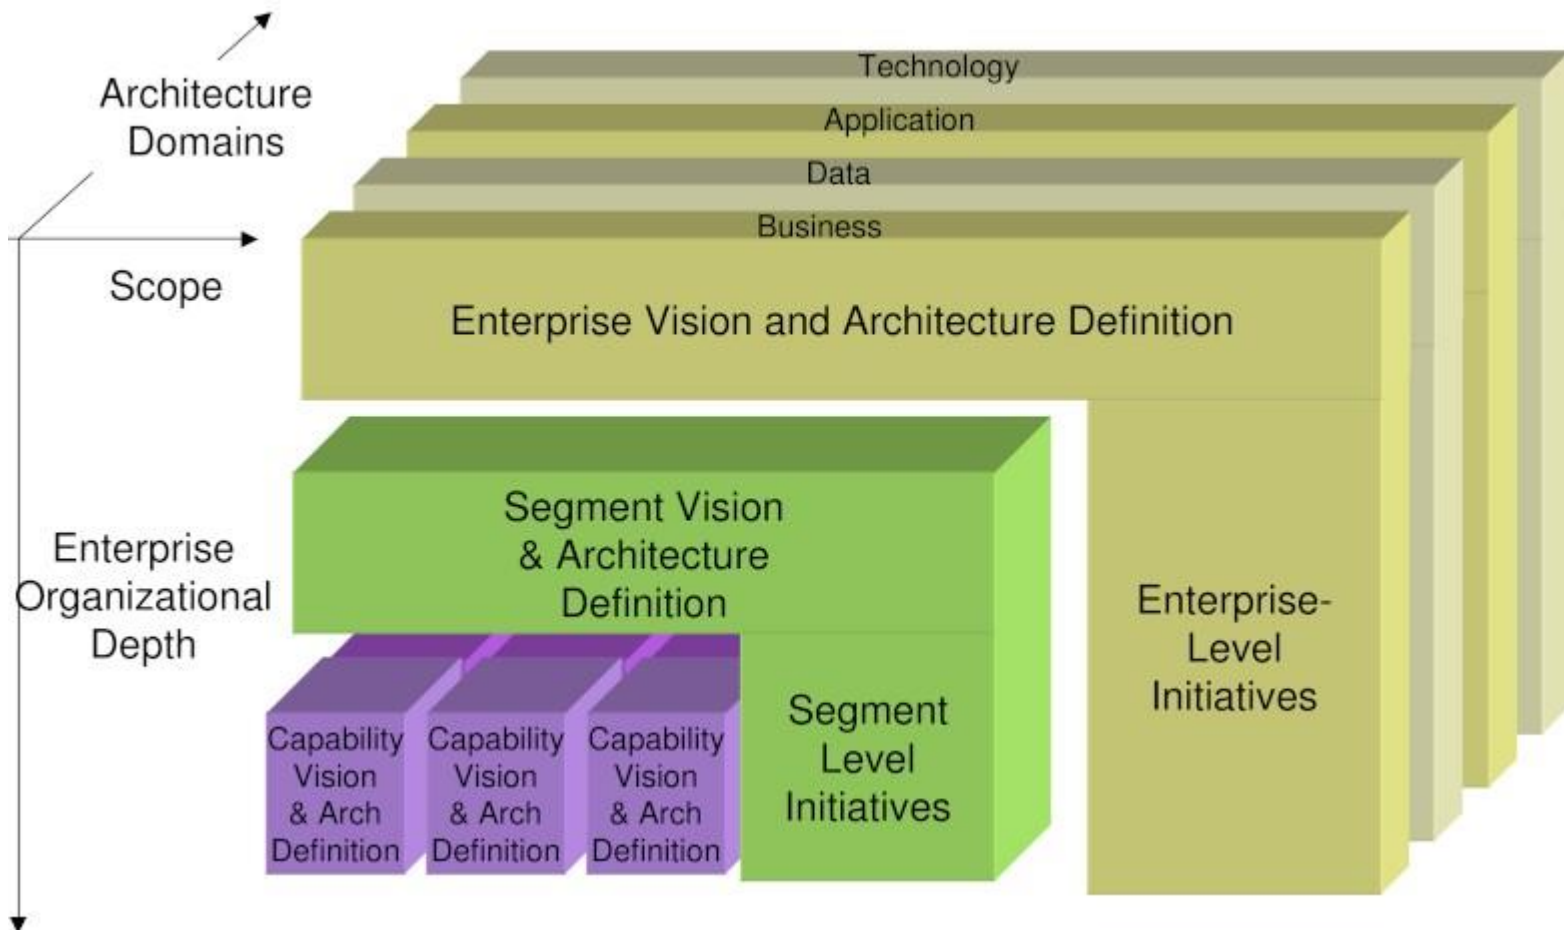 Architecture
Domains
Scope
Enterprise
Organizational
Depth
Technology
Application
Data
Business
Enterprise Vision and Architecture Definition
Segment Vision
& Architecture
Definition
Enterprise-
Level
Initiatives
Segment
Level
Initiatives
Capability
Vision
& Arch
Definition
Capability
Vision
& Arch
Definition
Capability
Vision
& Arch
Definition